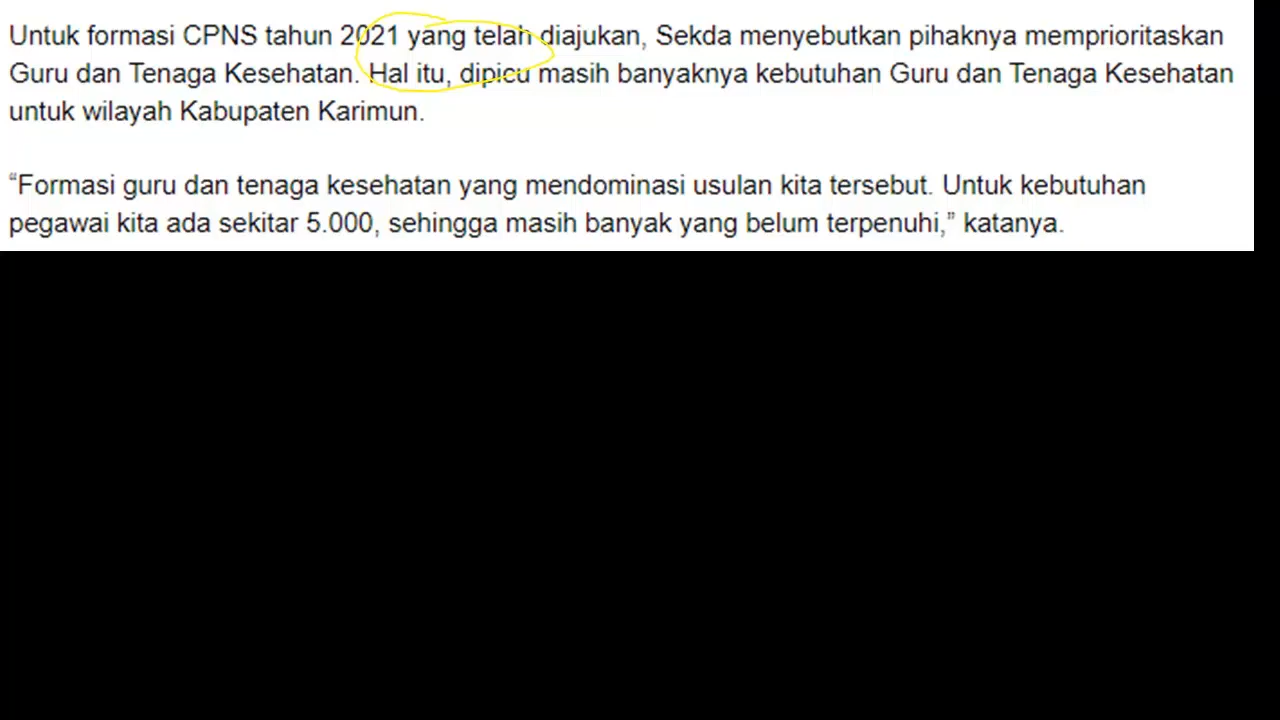 Untuk formasi CPNS tahun 2021 yang telah diajukan, Sekda menyebutkan pihaknya memprioritaskan
Guru dan Tenaga Kesehatan. Hal itu, dipicu masih banyaknya kebutuhan Guru dan Tenaga Kesehatan
untuk wilayah Kabupaten Karimun.
“Formasi guru dan tenaga kesehatan yang mendominasi usulan kita tersebut. Untuk kebutuhan
pegawai kita ada sekitar 5.000, sehingga masih banyak yang belum terpenuhi,” katanya.